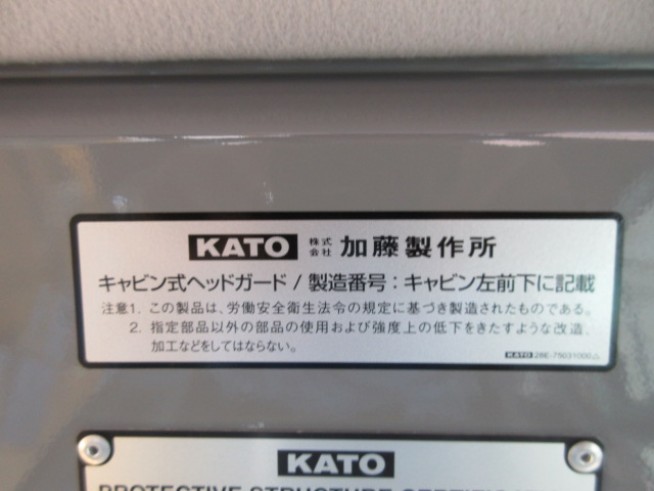 KATO 株式会社 加藤製作所
キャビン式ヘッドガード / 製造番号：キャビン左前下に記載
注意1. この製品は、労働安全衛生法令の規定に基づき製造されたものである。
2. 指定部品以外の部品の使用および強度上の低下をきたすような改造、
加工などをしてはならない。
KATO 28E-75031000△
KATO
PROTECTIVE STRUCTURE